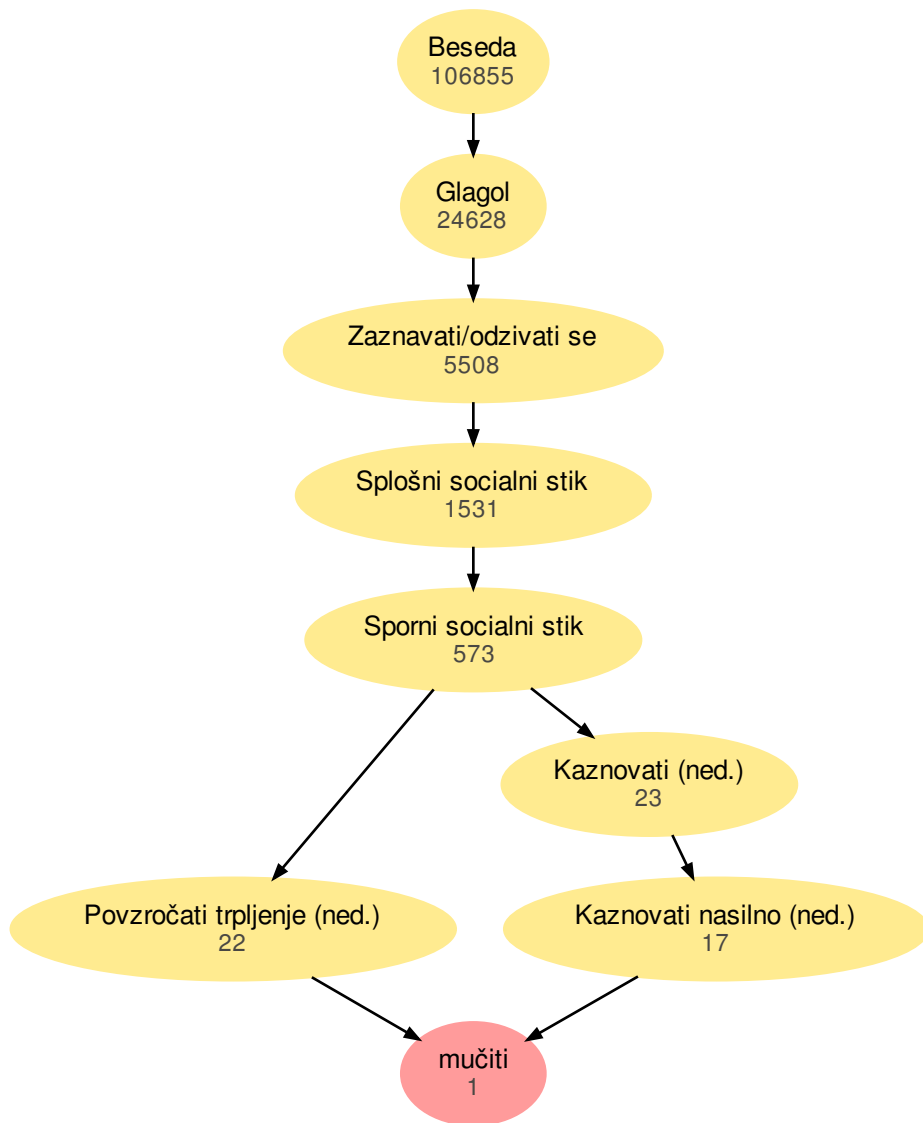 Beseda
106855
Glagol
24628
Zaznavati/odzivati se
5508
Splošni socialni stik
1531
Sporni socialni stik
573
Kaznovati (ned.)
23
Povzročati trpljenje (ned.)
22
Kaznovati nasilno (ned.)
17
mučiti
1